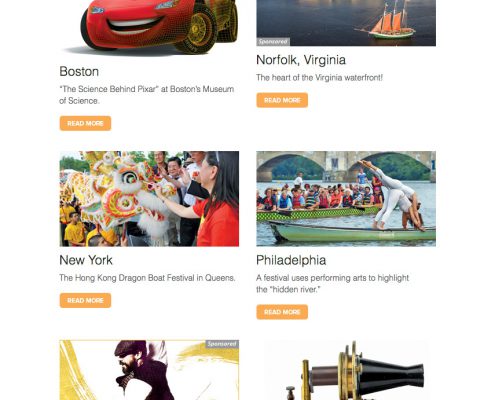 Boston
“The Science Behind Pixar” at Boston's Museum
of Science.
READ MORE
Sponsored
Norfolk, Virginia
The heart of the Virginia waterfront!
READ MORE
New York
The Hong Kong Dragon Boat Festival in Queens.
READ MORE
Philadelphia
A festival uses performing arts to highlight
the “hidden river.”
READ MORE
Sponsored